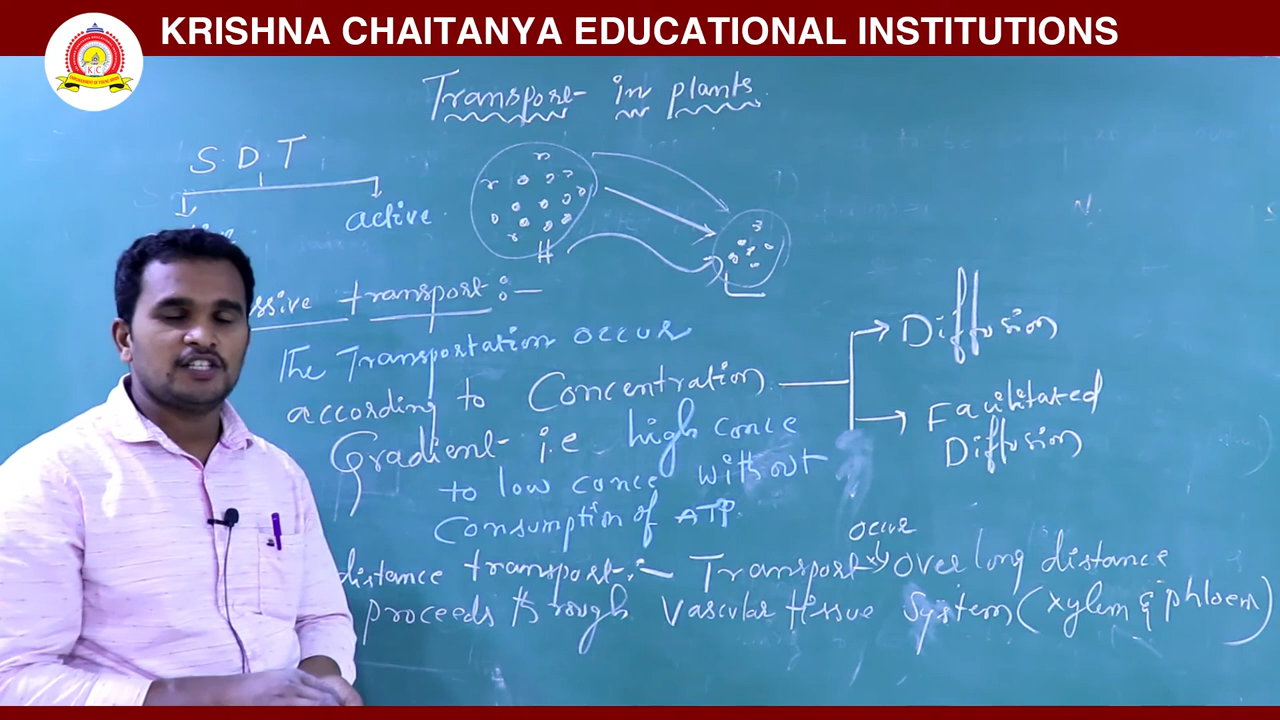 KRISHNA CHAITANYA EDUCATIONAL INSTITUTIONS
K C
Transport in plants
S. D. T
active
ssive transport :-
The Transportation occur
according to Concentration
Gradient i.e high conce
to low conce without
Consumption of ATP.
Diffusion
Facilitated
Diffusion
occur
distance transport :- Transport over long distance
proceeds through Vascular tissue System (xylem & phloem)